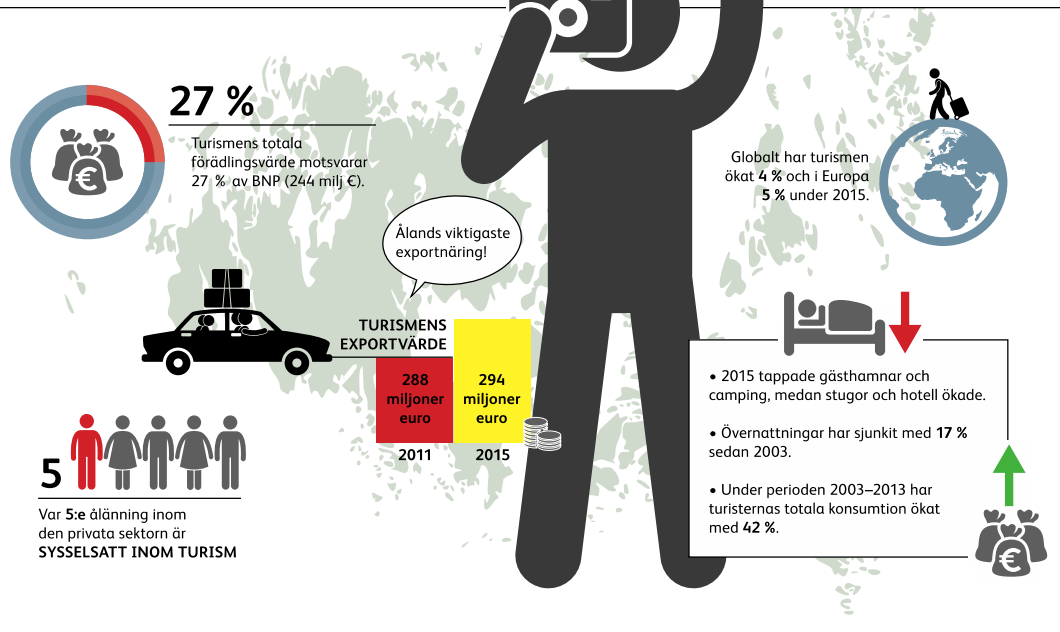 27 %
Turismens totala
förädlingsvärde motsvarar
27 % av BNP (244 milj €).
€
Globalt har turismen
ökat 4 % och i Europa
5 % under 2015.
Ålands viktigaste
exportnäring!
TURISMENS
EXPORTVÄRDE
288
miljoner
euro
2011
294
miljoner
euro
2015
5
Var 5:e ålänning inom
den privata sektorn är
SYSSELSATT INOM TURISM
• 2015 tappade gästhamnar och
camping, medan stugor och hotell ökade.
• Övernattningar har sjunkit med 17 %
sedan 2003.
• Under perioden 2003–2013 har
turisternas totala konsumtion ökat
med 42 %.
€